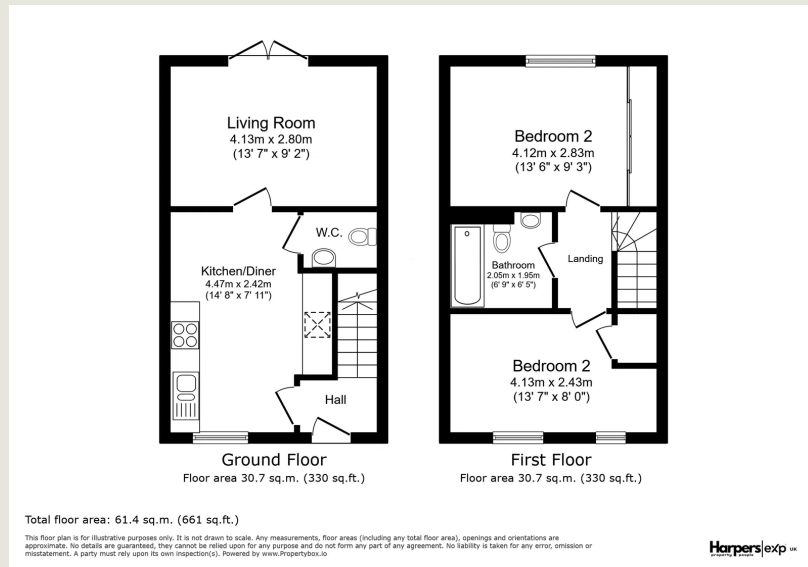 Living Room
4.13m x 2.80m
(13' 7" x 9' 2")
W.C.
Kitchen/Diner
4.47m x 2.42m
(14' 8" x 7' 11")
Hall
Ground Floor
Floor area 30.7 sq.m. (330 sq.ft.)
Bedroom 2
4.12m x 2.83m
(13' 6" x 9' 3")
Bathroom
2.05m x 1.95m
(6' 9" x 6' 5")
Landing
Bedroom 2
4.13m x 2.43m
(13' 7" x 8' 0")
First Floor
Floor area 30.7 sq.m. (330 sq.ft.)
Total floor area: 61.4 sq.m. (661 sq.ft.)
This floor plan is for illustrative purposes only. It is not drawn to scale. Any measurements, floor areas (including any total floor area), openings and orientations are
approximate. No details are guaranteed, they cannot be relied upon for any purpose and do not form any part of any agreement. No liability is taken for any error, omission or
misstatement. A party must rely upon its own inspection(s). Powered by www.Propertybox.io
Harpers exp UK
property people